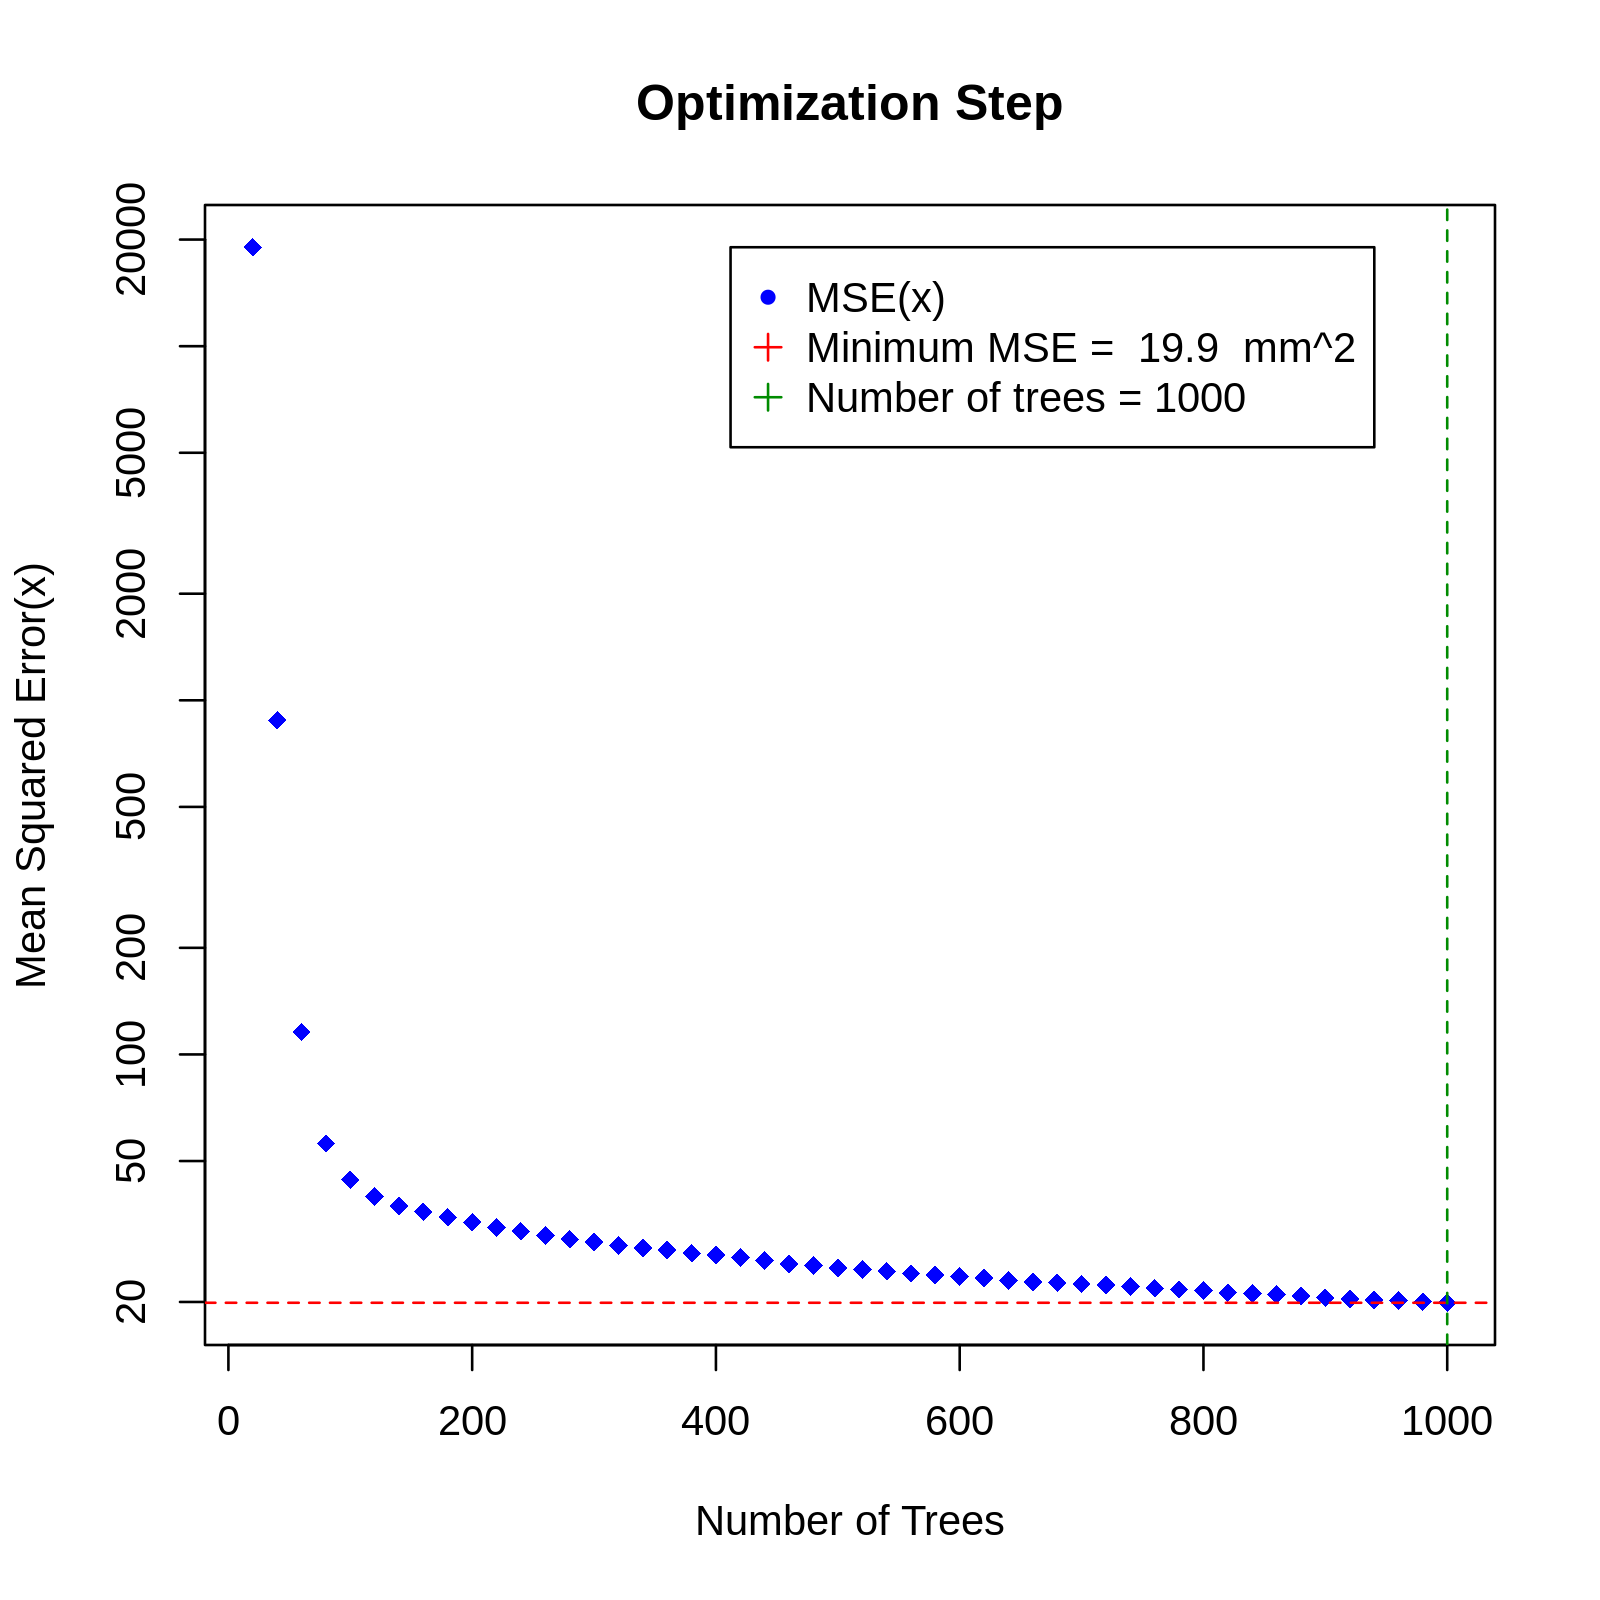 Optimization Step
MSE(x)
Minimum MSE =  19.9  mm^2
Number of trees = 1000
Mean Squared Error(x)
20000
5000
2000
500
200
100
50
20
0 200 400 600 800 1000
Number of Trees